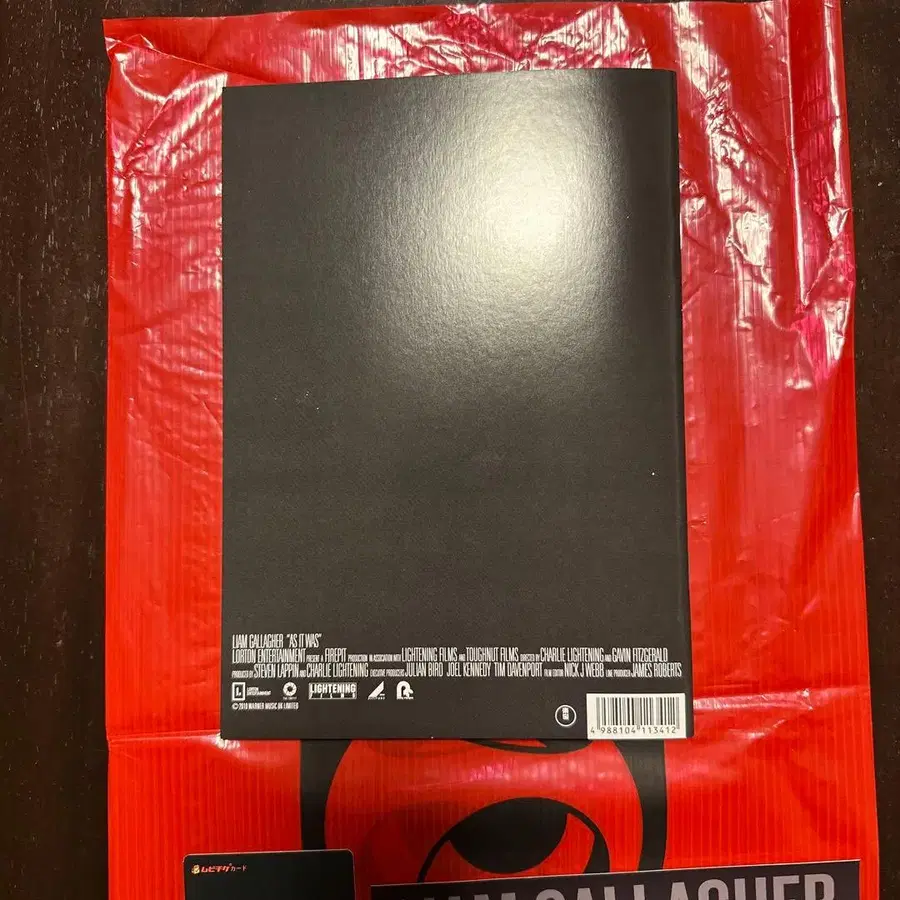 LIAM GALLAGHER "AS IT WAS"
LORTON ENTERTAINMENT PRESENT A FIREPIT PRODUCTION IN ASSOCIATION WITH LIGHTENING FILMS AND TOUGHNUT FILMS DIRECTED BY CHARLIE LIGHTENING AND GAVIN FITZGERALD
PRODUCED BY STEVEN LAPPIN AND CHARLIE LIGHTENING EXECUTIVE PRODUCERS JULIAN BIRD JOEL KENNEDY TIM DAVENPORT FILM EDITOR NICK J WEBB LINE PRODUCER JAMES ROBERTS
L LORTON ENTERTAINMENT
LIGHTENING FILMS
©2019 WARNER MUSIC UK LIMITED
4 988104 113412
ムビチケカード
LIAM GALLAGHER